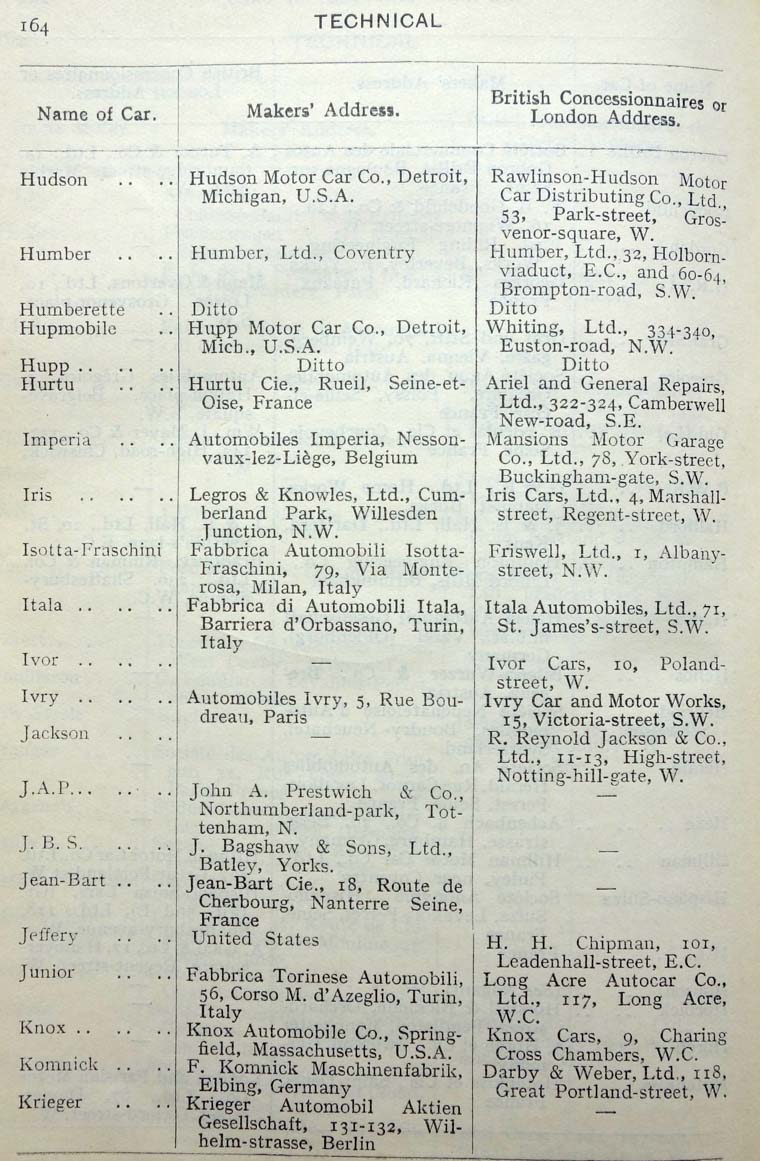 164
TECHNICAL
Name of Car.
Makers' Address.
British Concessionnaires or
London Address.
Hudson .. ..
Hudson Motor Car Co., Detroit,
Michigan, U.S.A.
Rawlinson-Hudson Motor
Car Distributing Co., Ltd.,
53, Park-street, Gros-
venor-square, W.
Humber .. ..
Humber, Ltd., Coventry
Humber, Ltd., 32, Holborn-
viaduct, E.C., and 60-64,
Brompton-road, S.W.
Humberette ..
Ditto
Ditto
Hupmobile ..
Hupp Motor Car Co., Detroit,
Mich., U.S.A.
Whiting, Ltd., 334-340,
Euston-road, N.W.
Hupp .. .. ..
Ditto
Ditto
Hurtu .. ..
Hurtu Cie., Rueil, Seine-et-
Oise, France
Ariel and General Repairs,
Ltd., 322-324, Camberwell
New-road, S.E.
Imperia .. ..
Automobiles Imperia, Nesson-
vaux-lez-Liège, Belgium
Mansions Motor Garage
Co., Ltd., 78, York-street,
Buckingham-gate, S.W.
Iris .. .. ..
Legros & Knowles, Ltd., Cum-
berland Park, Willesden
Junction, N.W.
Iris Cars, Ltd., 4, Marshall-
street, Regent-street, W.
Isotta-Fraschini
Fabbrica Automobili Isotta-
Fraschini, 79, Via Monte-
rosa, Milan, Italy
Friswell, Ltd., 1, Albany-
street, N.W.
Itala .. .. ..
Fabbrica di Automobili Itala,
Barriera d'Orbassano, Turin,
Italy
Itala Automobiles, Ltd., 71,
St. James's-street, S.W.
Ivor .. .. ..
—
Ivor Cars, 10, Poland-
street, W.
Ivry .. .. ..
Automobiles Ivry, 5, Rue Bou-
dreau, Paris
Ivry Car and Motor Works,
15, Victoria-street, S.W.
Jackson .. ..
—
R. Reynold Jackson & Co.,
Ltd., 11-13, High-street,
Notting-hill-gate, W.
J.A.P... .. ..
John A. Prestwich & Co.,
Northumberland-park, Tot-
tenham, N.
—
J. B. S. .. ..
J. Bagshaw & Sons, Ltd.,
Batley, Yorks.
—
Jean-Bart .. ..
Jean-Bart Cie., 18, Route de
Cherbourg, Nanterre Seine,
France
—
Jeffery .. ..
United States
H. H. Chipman, 101,
Leadenhall-street, E.C.
Junior .. ..
Fabbrica Torinese Automobili,
56, Corso M. d'Azeglio, Turin,
Italy
Long Acre Autocar Co.,
Ltd., 117, Long Acre,
W.C.
Knox .. .. ..
Knox Automobile Co., Spring-
field, Massachusetts, U.S.A.
Knox Cars, 9, Charing
Cross Chambers, W.C.
Komnick .. ..
F. Komnick Maschinenfabrik,
Elbing, Germany
Darby & Weber, Ltd., 118,
Great Portland-street, W.
Krieger .. ..
Krieger Automobil Aktien
Gesellschaft, 131-132, Wil-
helm-strasse, Berlin
—